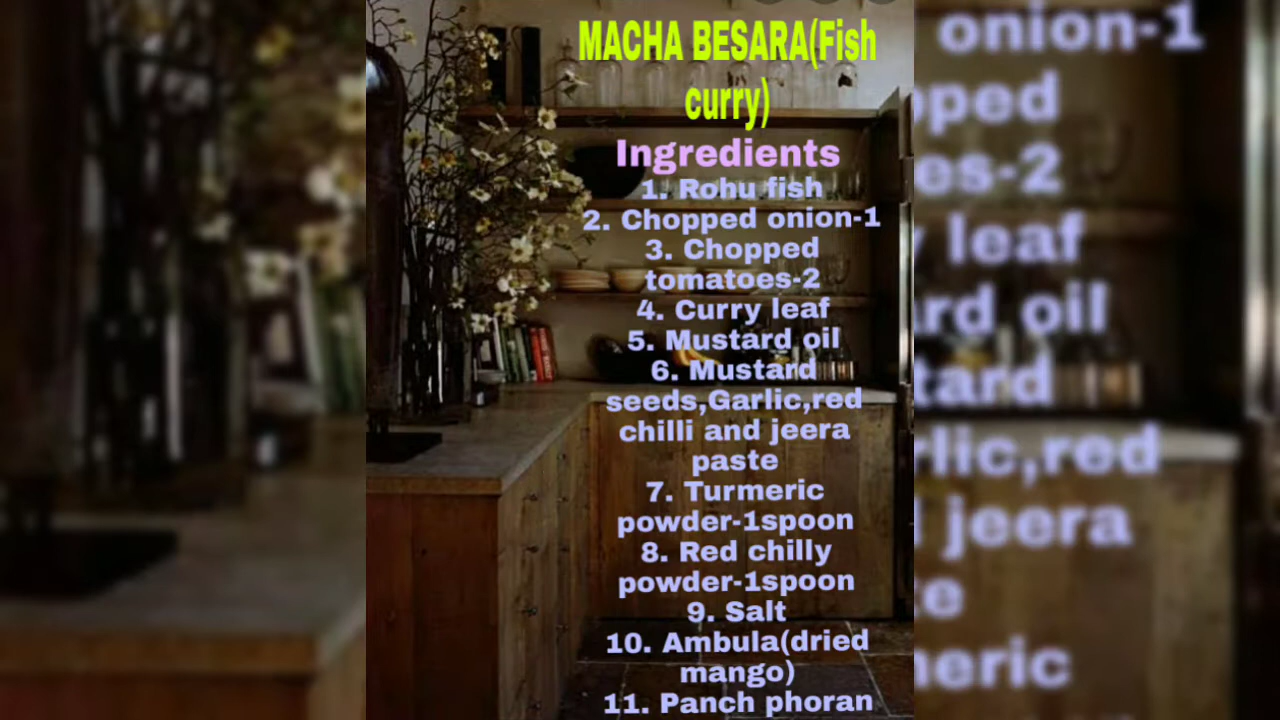 MACHA BESARA(Fish
curry)
Ingredients
1. Rohu fish
2. Chopped onion-1
3. Chopped
tomatoes-2
4. Curry leaf
5. Mustard oil
6. Mustard
seeds,Garlic,red
chilli and jeera
paste
7. Turmeric
powder-1spoon
8. Red chilly
powder-1spoon
9. Salt
10. Ambula(dried
mango)
11. Panch phoran